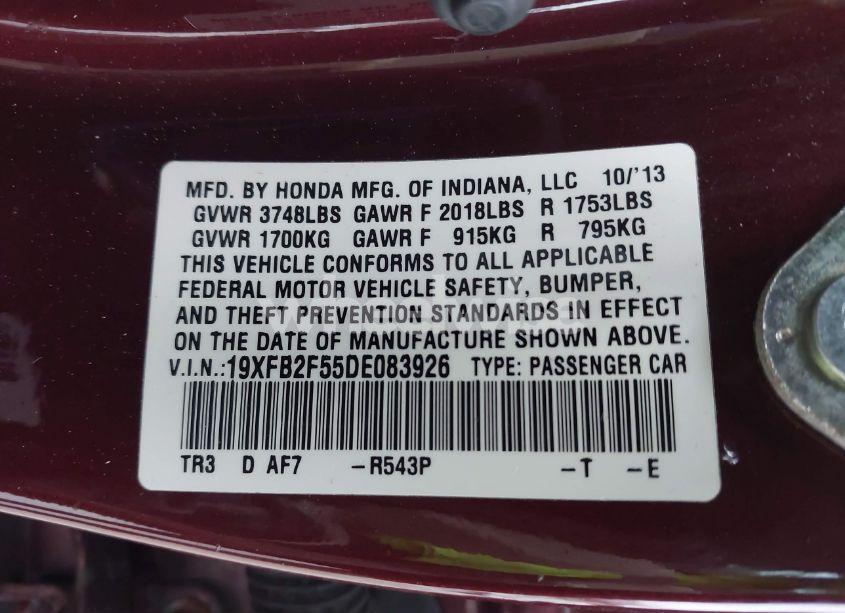 MFD. BY HONDA MFG. OF INDIANA, LLC 10/'13
GVWR 3748LBS GAWR F 2018LBS R 1753LBS
GVWR 1700KG GAWR F 915KG R 795KG
THIS VEHICLE CONFORMS TO ALL APPLICABLE
FEDERAL MOTOR VEHICLE SAFETY, BUMPER,
AND THEFT PREVENTION STANDARDS IN EFFECT
ON THE DATE OF MANUFACTURE SHOWN ABOVE.
V.I.N.:19XFB2F55DE083926 TYPE: PASSENGER CAR
TR3 D AF7 -R543P -T -E